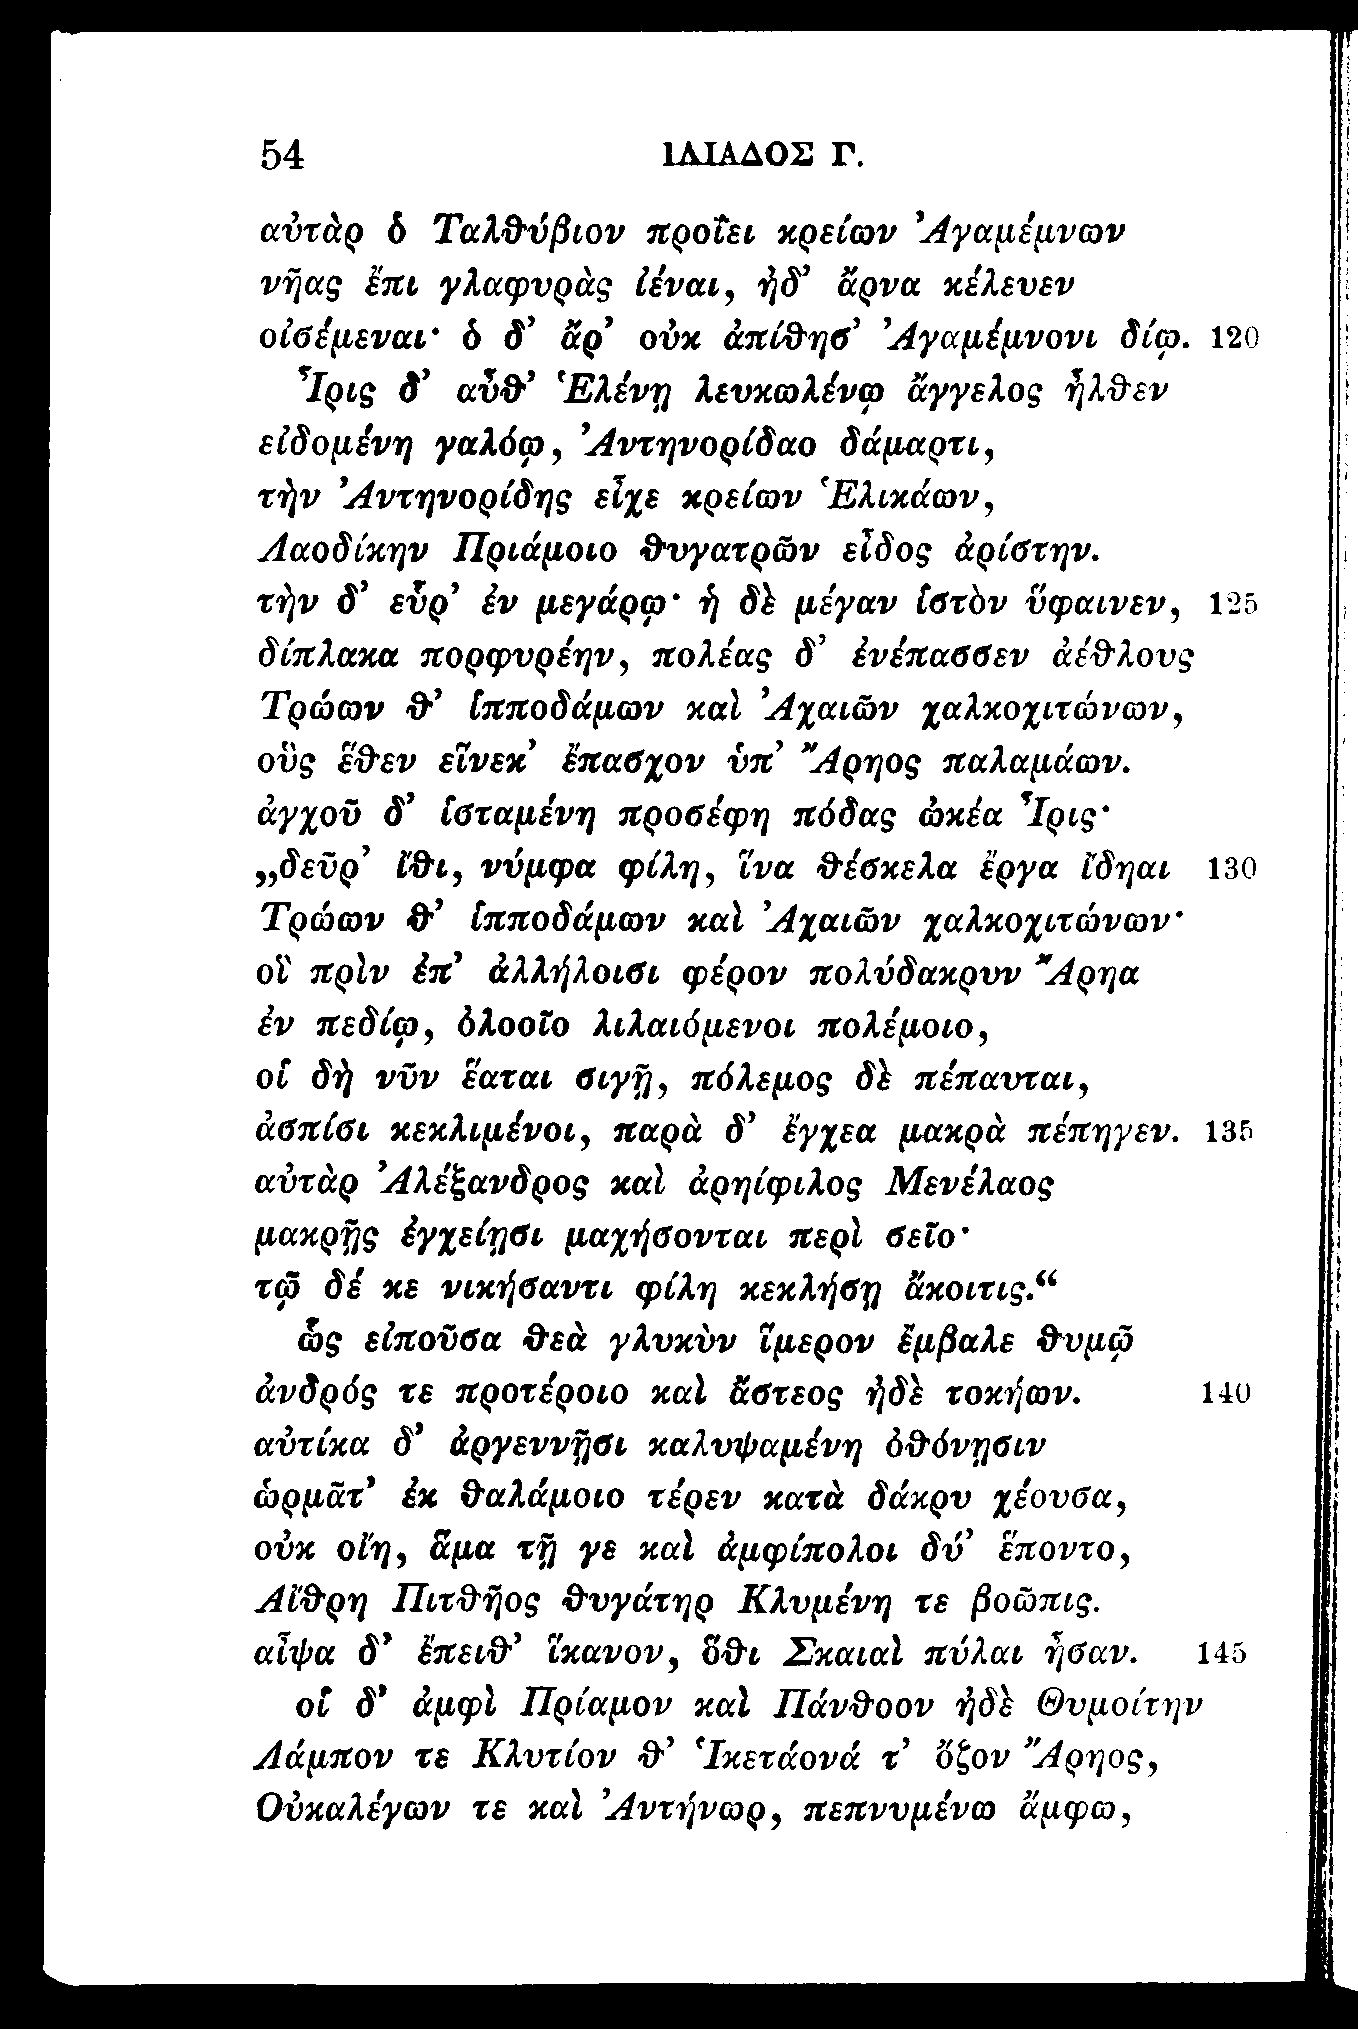 54 ΙΛΙΑΔΟΣ Γ.
αὐτὰρ ὁ Ταλθύβιον προΐει κρείων Ἀγαμέμνων
νῆας ἔπι γλαφυρὰς ἰέναι, ἠδ’ ἄρνα κέλευεν
οἰσέμεναι· ὁ δ’ ἄρ’ οὐκ ἀπίθησ’ Ἀγαμέμνονι δίῳ. 120
Ἶρις δ’ αὖθ’ Ἑλένῃ λευκωλένῳ ἄγγελος ἦλθεν
εἰδομένη γαλόῳ, Ἀντηνορίδαο δάμαρτι,
τὴν Ἀντηνορίδης εἶχε κρείων Ἑλικάων,
Λαοδίκην Πριάμοιο θυγατρῶν εἶδος ἀρίστην.
τὴν δ’ εὗρ’ ἐν μεγάρῳ· ἡ δὲ μέγαν ἱστὸν ὕφαινεν, 125
δίπλακα πορφυρέην, πολέας δ’ ἐνέπασσεν ἀέθλους
Τρώων θ’ ἱπποδάμων καὶ Ἀχαιῶν χαλκοχιτώνων,
οὓς ἕθεν εἵνεκ’ ἔπασχον ὑπ’ Ἄρηος παλαμάων.
ἀγχοῦ δ’ ἱσταμένη προσέφη πόδας ὠκέα Ἶρις·
„δεῦρ’ ἴθι, νύμφα φίλη, ἵνα θέσκελα ἔργα ἴδηαι 130
Τρώων θ’ ἱπποδάμων καὶ Ἀχαιῶν χαλκοχιτώνων·
οἳ πρὶν ἐπ’ ἀλλήλοισι φέρον πολύδακρυν Ἄρηα
ἐν πεδίῳ, ὀλοοῖο λιλαιόμενοι πολέμοιο,
οἱ δὴ νῦν ἕαται σιγῇ, πόλεμος δὲ πέπαυται,
ἀσπίσι κεκλιμένοι, παρὰ δ’ ἔγχεα μακρὰ πέπηγεν. 135
αὐτὰρ Ἀλέξανδρος καὶ ἀρηίφιλος Μενέλαος
μακρῇς ἐγχείῃσι μαχήσονται περὶ σεῖο·
τῷ δέ κε νικήσαντι φίλη κεκλήσῃ ἄκοιτις.“
ὣς εἰποῦσα θεὰ γλυκὺν ἵμερον ἔμβαλε θυμῷ
ἀνδρός τε προτέροιο καὶ ἄστεος ἠδὲ τοκήων. 140
αὐτίκα δ’ ἀργεννῇσι καλυψαμένη ὀθόνῃσιν
ὡρμᾶτ’ ἐκ θαλάμοιο τέρεν κατὰ δάκρυ χέουσα,
οὐκ οἴη, ἅμα τῇ γε καὶ ἀμφίπολοι δύ’ ἕποντο,
Αἴθρη Πιτθῆος θυγάτηρ Κλυμένη τε βοῶπις.
αἶψα δ’ ἔπειθ’ ἵκανον, ὅθι Σκαιαὶ πύλαι ἦσαν. 145
οἱ δ’ ἀμφὶ Πρίαμον καὶ Πάνθοον ἠδὲ Θυμοίτην
Λάμπον τε Κλυτίον θ’ Ἱκετάονά τ’ ὄζον Ἄρηος,
Οὐκαλέγων τε καὶ Ἀντήνωρ, πεπνυμένω ἄμφω,